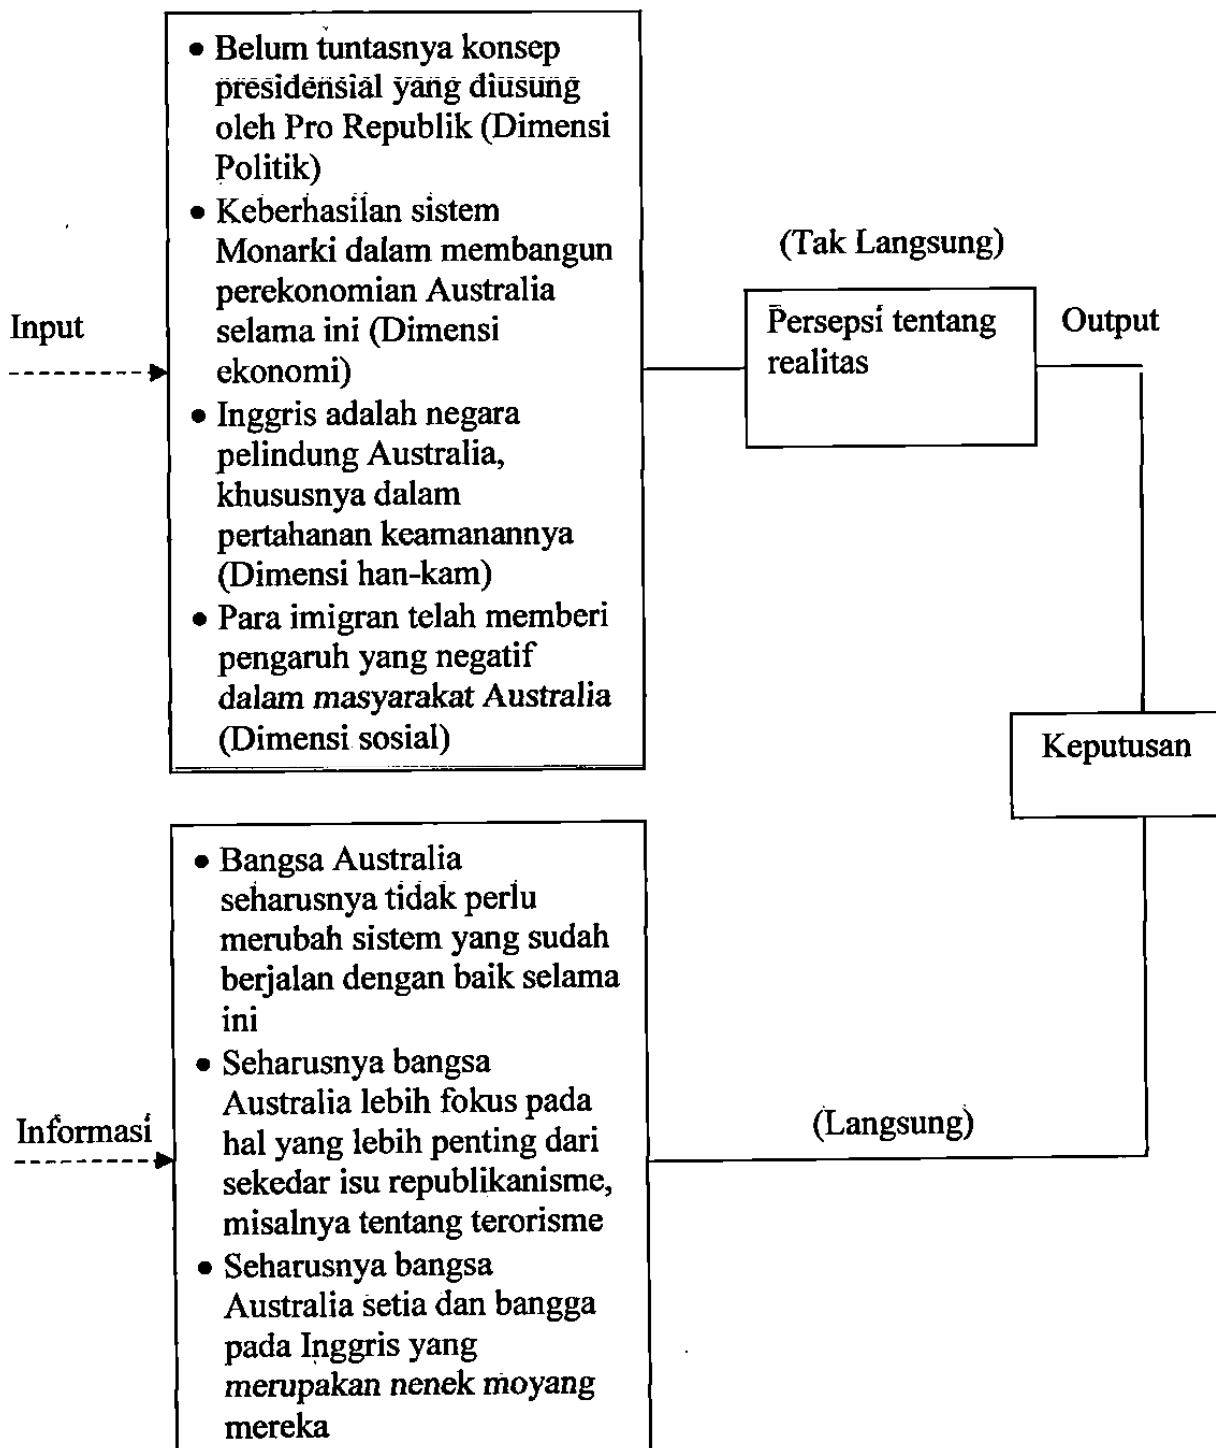 • Belum tuntasnya konsep
presidensial yang diusung
oleh Pro Republik (Dimensi
Politik)
• Keberhasilan sistem
Monarki dalam membangun
perekonomian Australia
selama ini (Dimensi
ekonomi)
• Inggris adalah negara
pelindung Australia,
khususnya dalam
pertahanan keamanannya
(Dimensi han-kam)
• Para imigran telah memberi
pengaruh yang negatif
dalam masyarakat Australia
(Dimensi sosial)
Input
(Tak Langsung)
Persepsi tentang
realitas
Output
Keputusan
• Bangsa Australia
seharusnya tidak perlu
merubah sistem yang sudah
berjalan dengan baik selama
ini
• Seharusnya bangsa
Australia lebih fokus pada
hal yang lebih penting dari
sekedar isu republikanisme,
misalnya tentang terorisme
• Seharusnya bangsa
Australia setia dan bangga
pada Inggris yang
merupakan nenek moyang
mereka
Informasi
(Langsung)